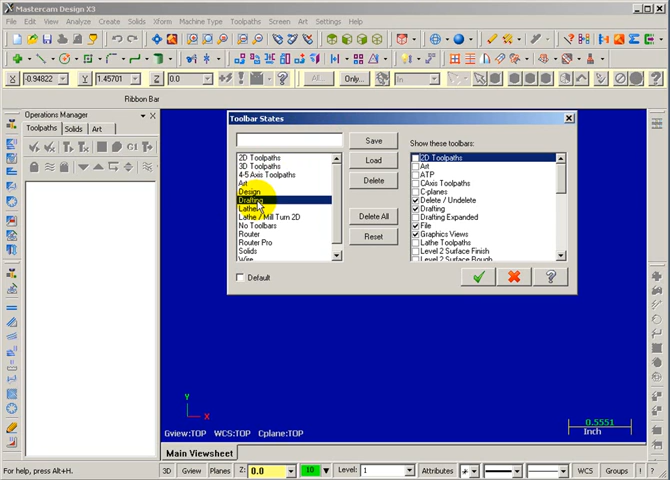 Mastercam Design X3
File Edit View Analyze Create Solids Xform Machine Type Toolpaths Screen Art Settings Help
X -0.94822 Y 1.45701 Z 0.0 All... Only... In
Ribbon Bar
Operations Manager
Toolpaths Solids Art
G1
Toolbar States
Save
Load
Delete
Delete All
Reset
2D Toolpaths
3D Toolpaths
4-5 Axis Toolpaths
Art
Design
Drafting
Lathe
Lathe / Mill Turn 2D
No Toolbars
Router
Router Pro
Solids
Wire
Default
Show these toolbars:
2D Toolpaths
Art
ATP
CAxis Toolpaths
C-planes
Delete / Undelete
Drafting
Drafting Expanded
File
Graphics Views
Lathe Toolpaths
Level 2 Surface Finish
Level 2 Surface Rough
Y
X
Gview:TOP WCS:TOP Cplane:TOP
0.5551
Inch
Main Viewsheet
For help, press Alt+H.
3D Gview Planes Z: 0.0 10 Level: 1 Attributes WCS Groups ! ?